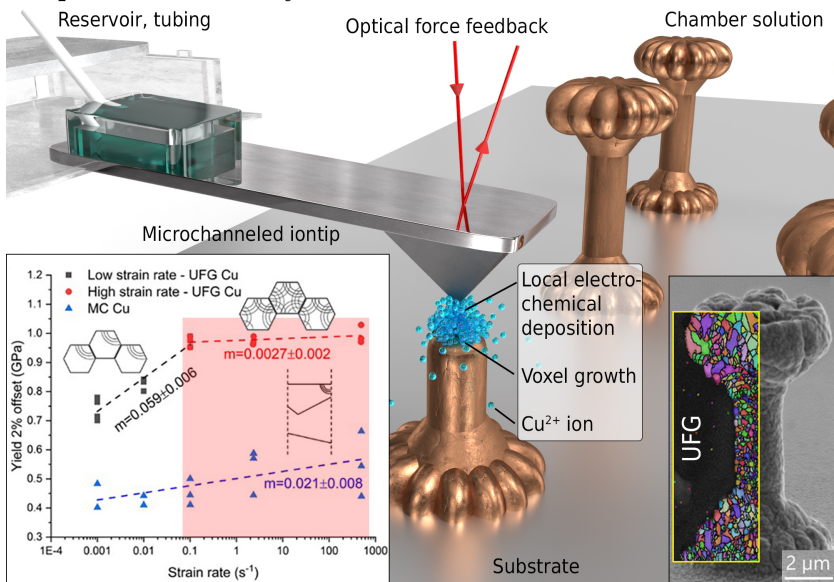 Reservoir, tubing
Optical force feedback
Chamber solution
Microchanneled iontip
Local electro-
chemical
deposition
Voxel growth
Cu²⁺ ion
Substrate
UFG
2 μm
Low strain rate - UFG Cu
High strain rate - UFG Cu
MC Cu
Yield 2% offset (GPa)
1.2
1.1
1.0
0.9
0.8
0.7
0.6
0.5
0.4
0.3
m=0.059±0.006
m=0.0027±0.002
m=0.021±0.008
1E-4 0.001 0.01 0.1 1 10 100 1000
Strain rate (s⁻¹)